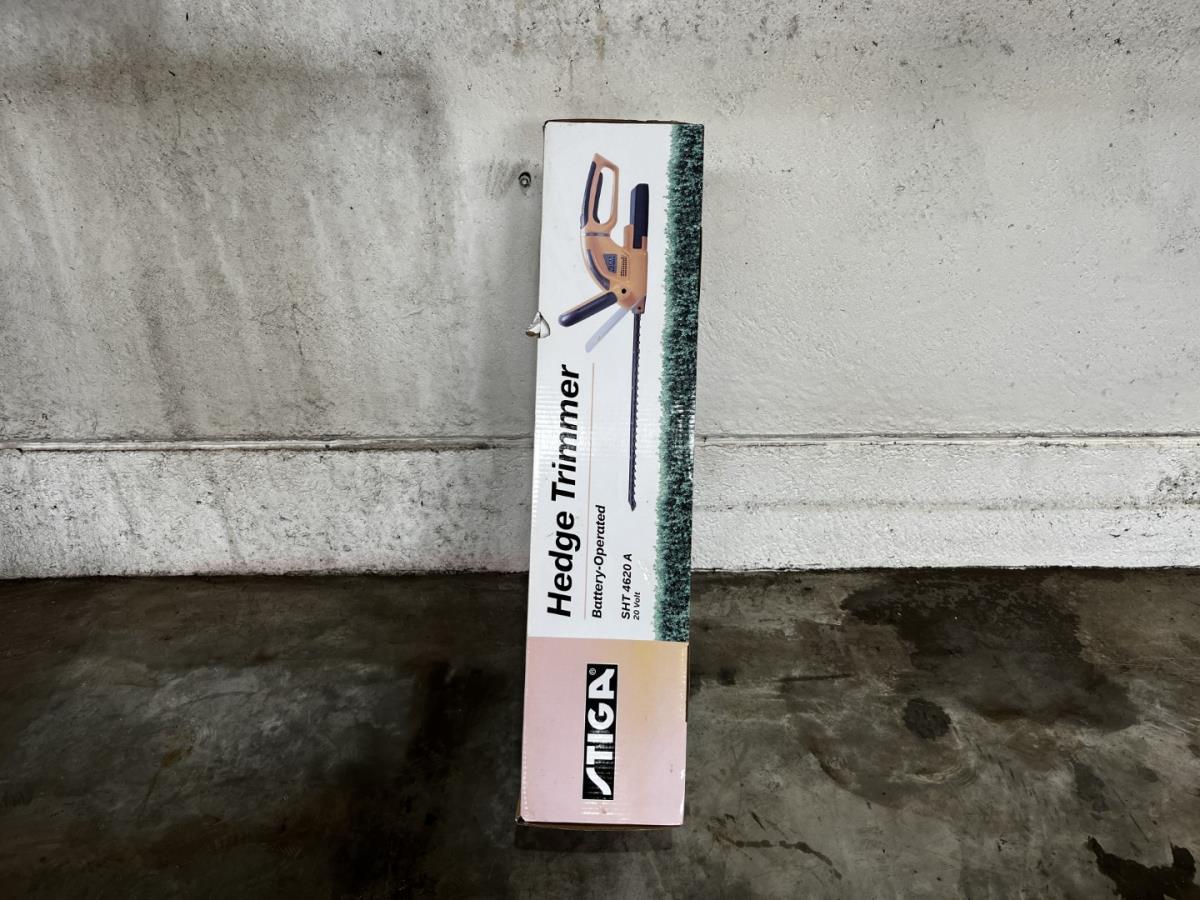 Hedge Trimmer
Battery-Operated
SHT 4620 A
20 Volt
STIGA®